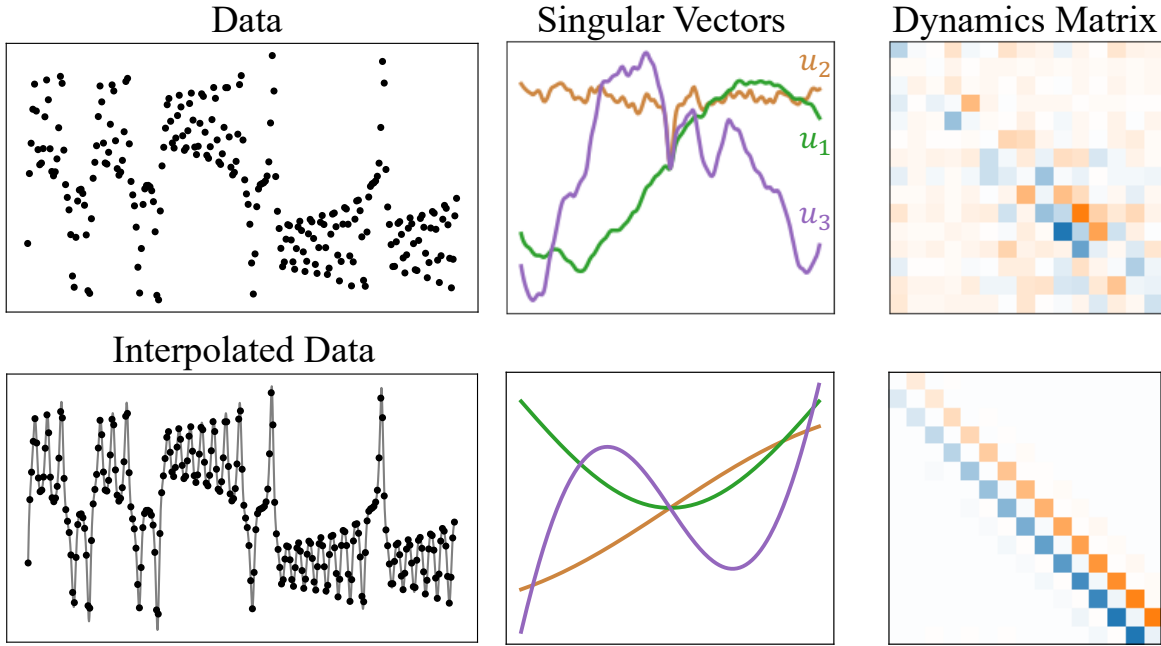 Data
Singular Vectors
Dynamics Matrix
u₂
u₁
u₃
Interpolated Data